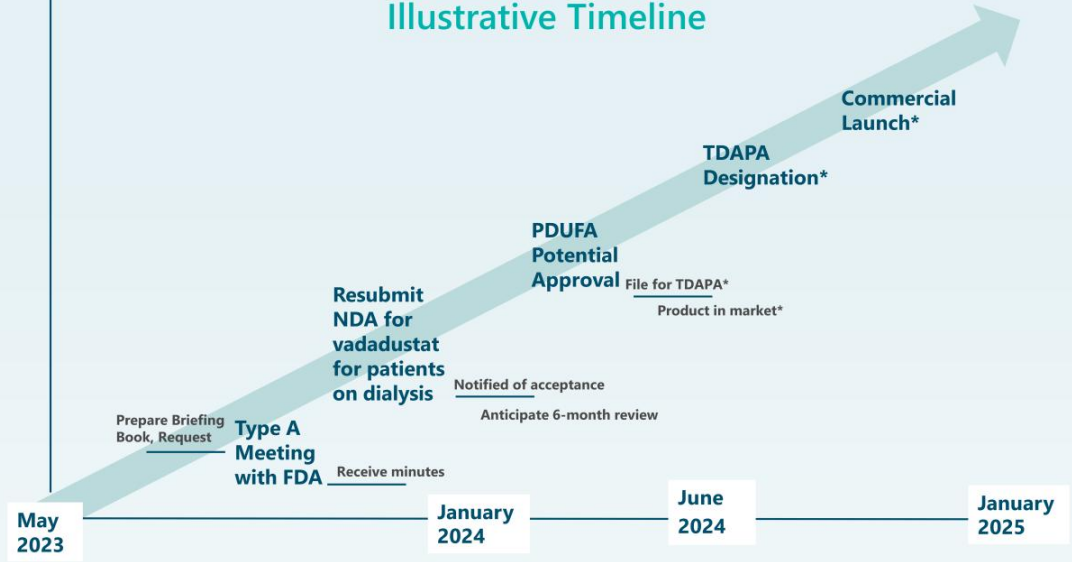 Illustrative Timeline
Commercial
Launch*
TDAPA
Designation*
PDUFA
Potential
Approval
File for TDAPA*
Product in market*
Resubmit
NDA for
vadadustat
for patients
on dialysis
Notified of acceptance
Anticipate 6-month review
Prepare Briefing
Book, Request
Type A
Meeting
with FDA
Receive minutes
May
2023
January
2024
June
2024
January
2025